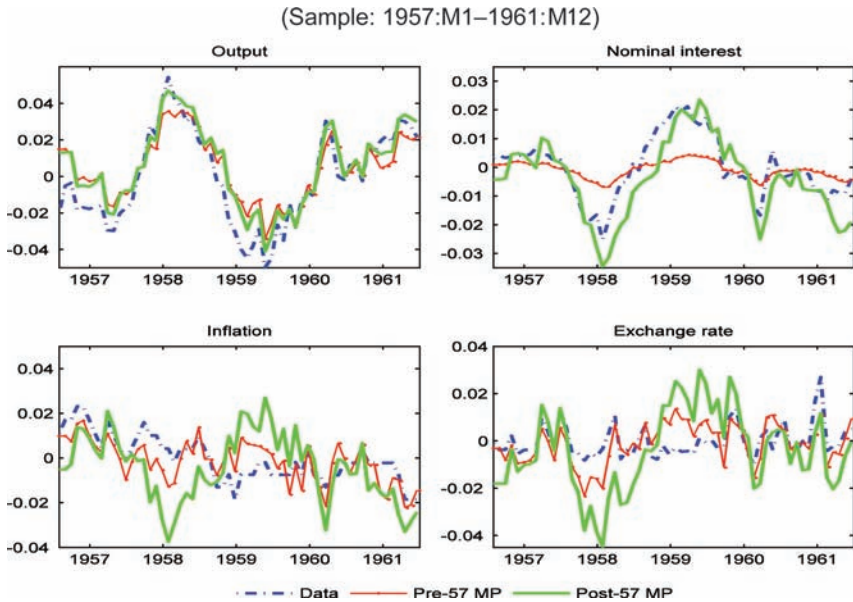 (Sample: 1957:M1–1961:M12)
Output
Nominal interest
0.04
0.02
0
-0.02
-0.04
1957 1958 1959 1960 1961
0.03
0.02
0.01
0
-0.01
-0.02
-0.03
1957 1958 1959 1960 1961
Inflation
Exchange rate
0.04
0.02
0
-0.02
-0.04
1957 1958 1959 1960 1961
0.04
0.02
0
-0.02
-0.04
1957 1958 1959 1960 1961
Data Pre-57 MP Post-57 MP